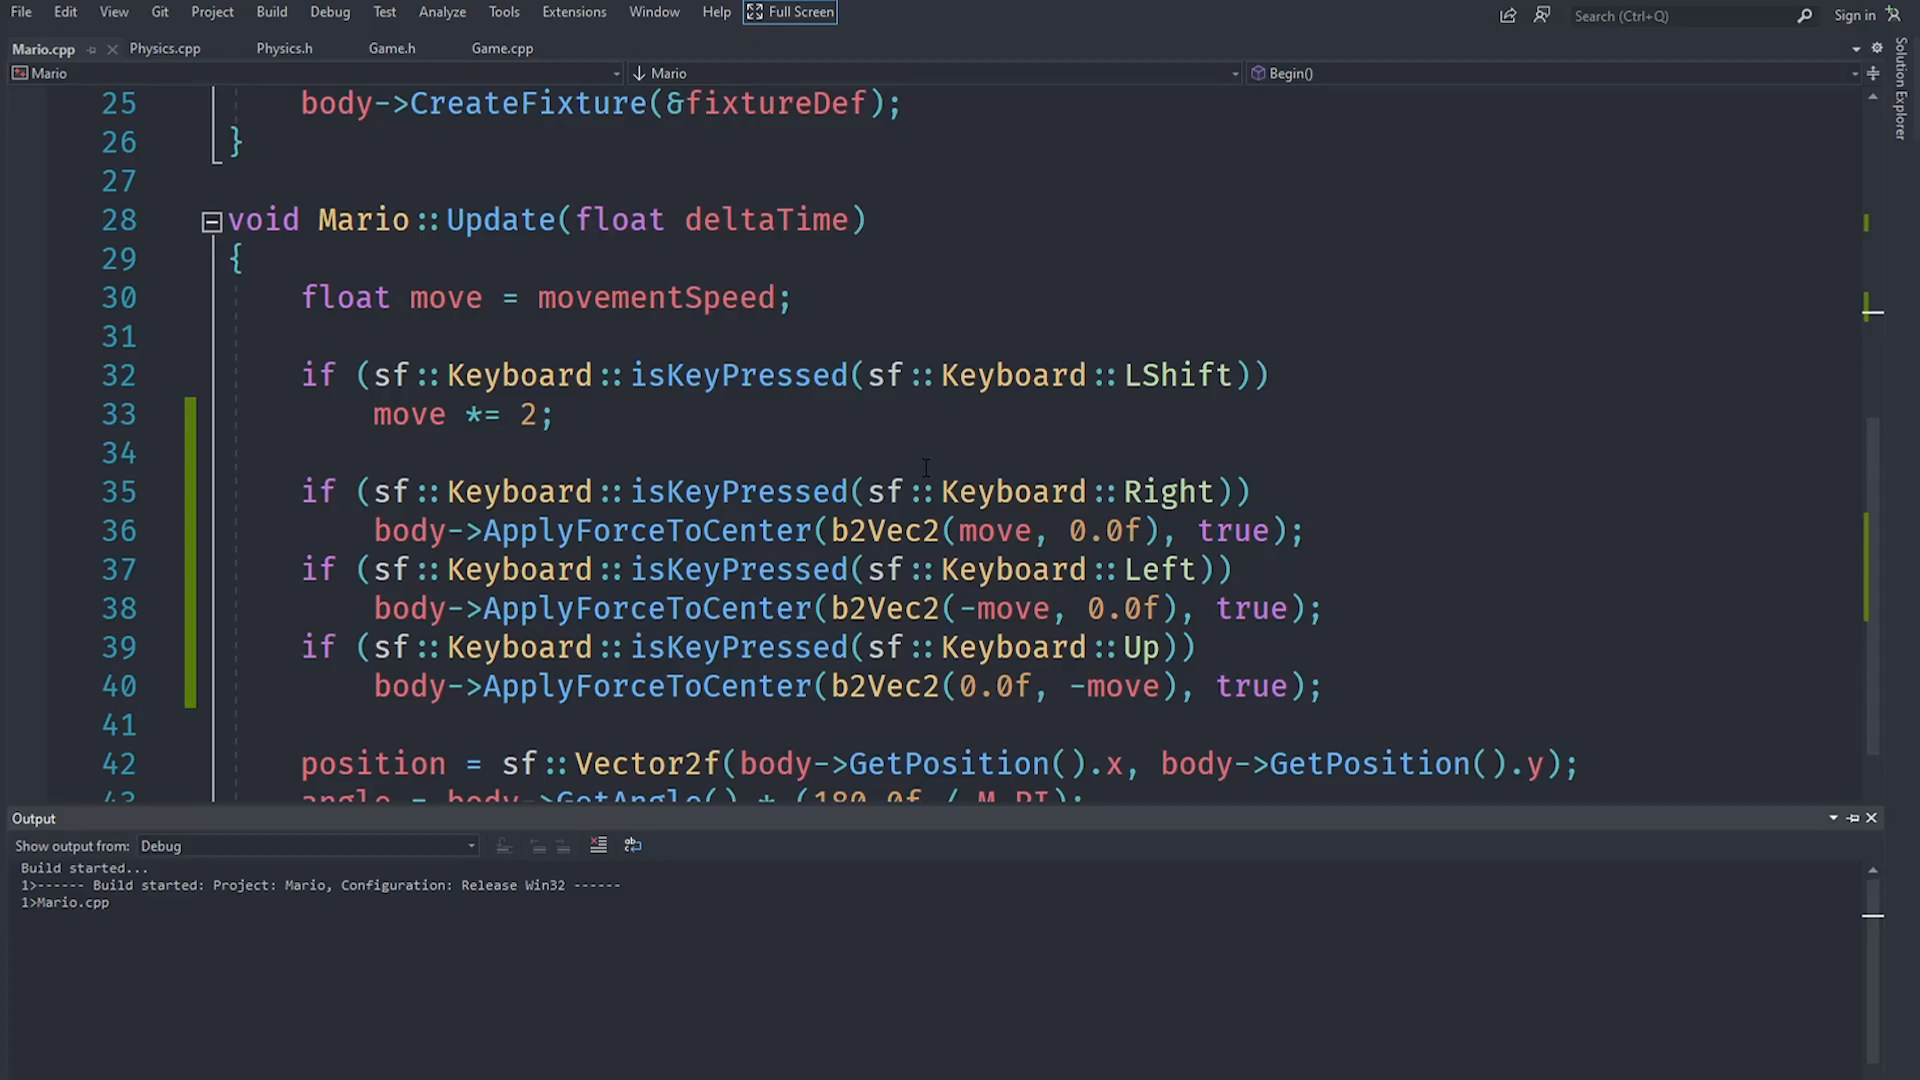 File Edit View Git Project Build Debug Test Analyze Tools Extensions Window Help Full Screen Search (Ctrl+Q) Sign in
Mario.cpp Physics.cpp Physics.h Game.h Game.cpp
Mario Mario Begin()
Solution Explorer
25 body->CreateFixture(&fixtureDef);
26 }
27
28 void Mario::Update(float deltaTime)
29 {
30 float move = movementSpeed;
31
32 if (sf::Keyboard::isKeyPressed(sf::Keyboard::LShift))
33 move *= 2;
34
35 if (sf::Keyboard::isKeyPressed(sf::Keyboard::Right))
36 body->ApplyForceToCenter(b2Vec2(move, 0.0f), true);
37 if (sf::Keyboard::isKeyPressed(sf::Keyboard::Left))
38 body->ApplyForceToCenter(b2Vec2(-move, 0.0f), true);
39 if (sf::Keyboard::isKeyPressed(sf::Keyboard::Up))
40 body->ApplyForceToCenter(b2Vec2(0.0f, -move), true);
41
42 position = sf::Vector2f(body->GetPosition().x, body->GetPosition().y);
43 angle = body->GetAngle() * (180.0f / M_PI);
Output
Show output from: Debug
Build started...
1>------ Build started: Project: Mario, Configuration: Release Win32 ------
1>Mario.cpp